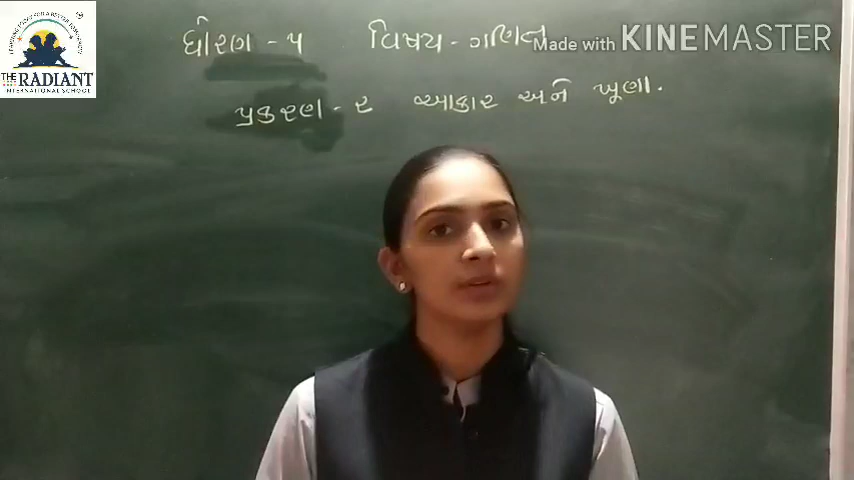 THE RADIANT
INTERNATIONAL SCHOOL
Made with KINEMASTER
ધોરણ - ૫ વિષય - ગણિત
પ્રકરણ - ૨ આકાર અને ખૂણા.